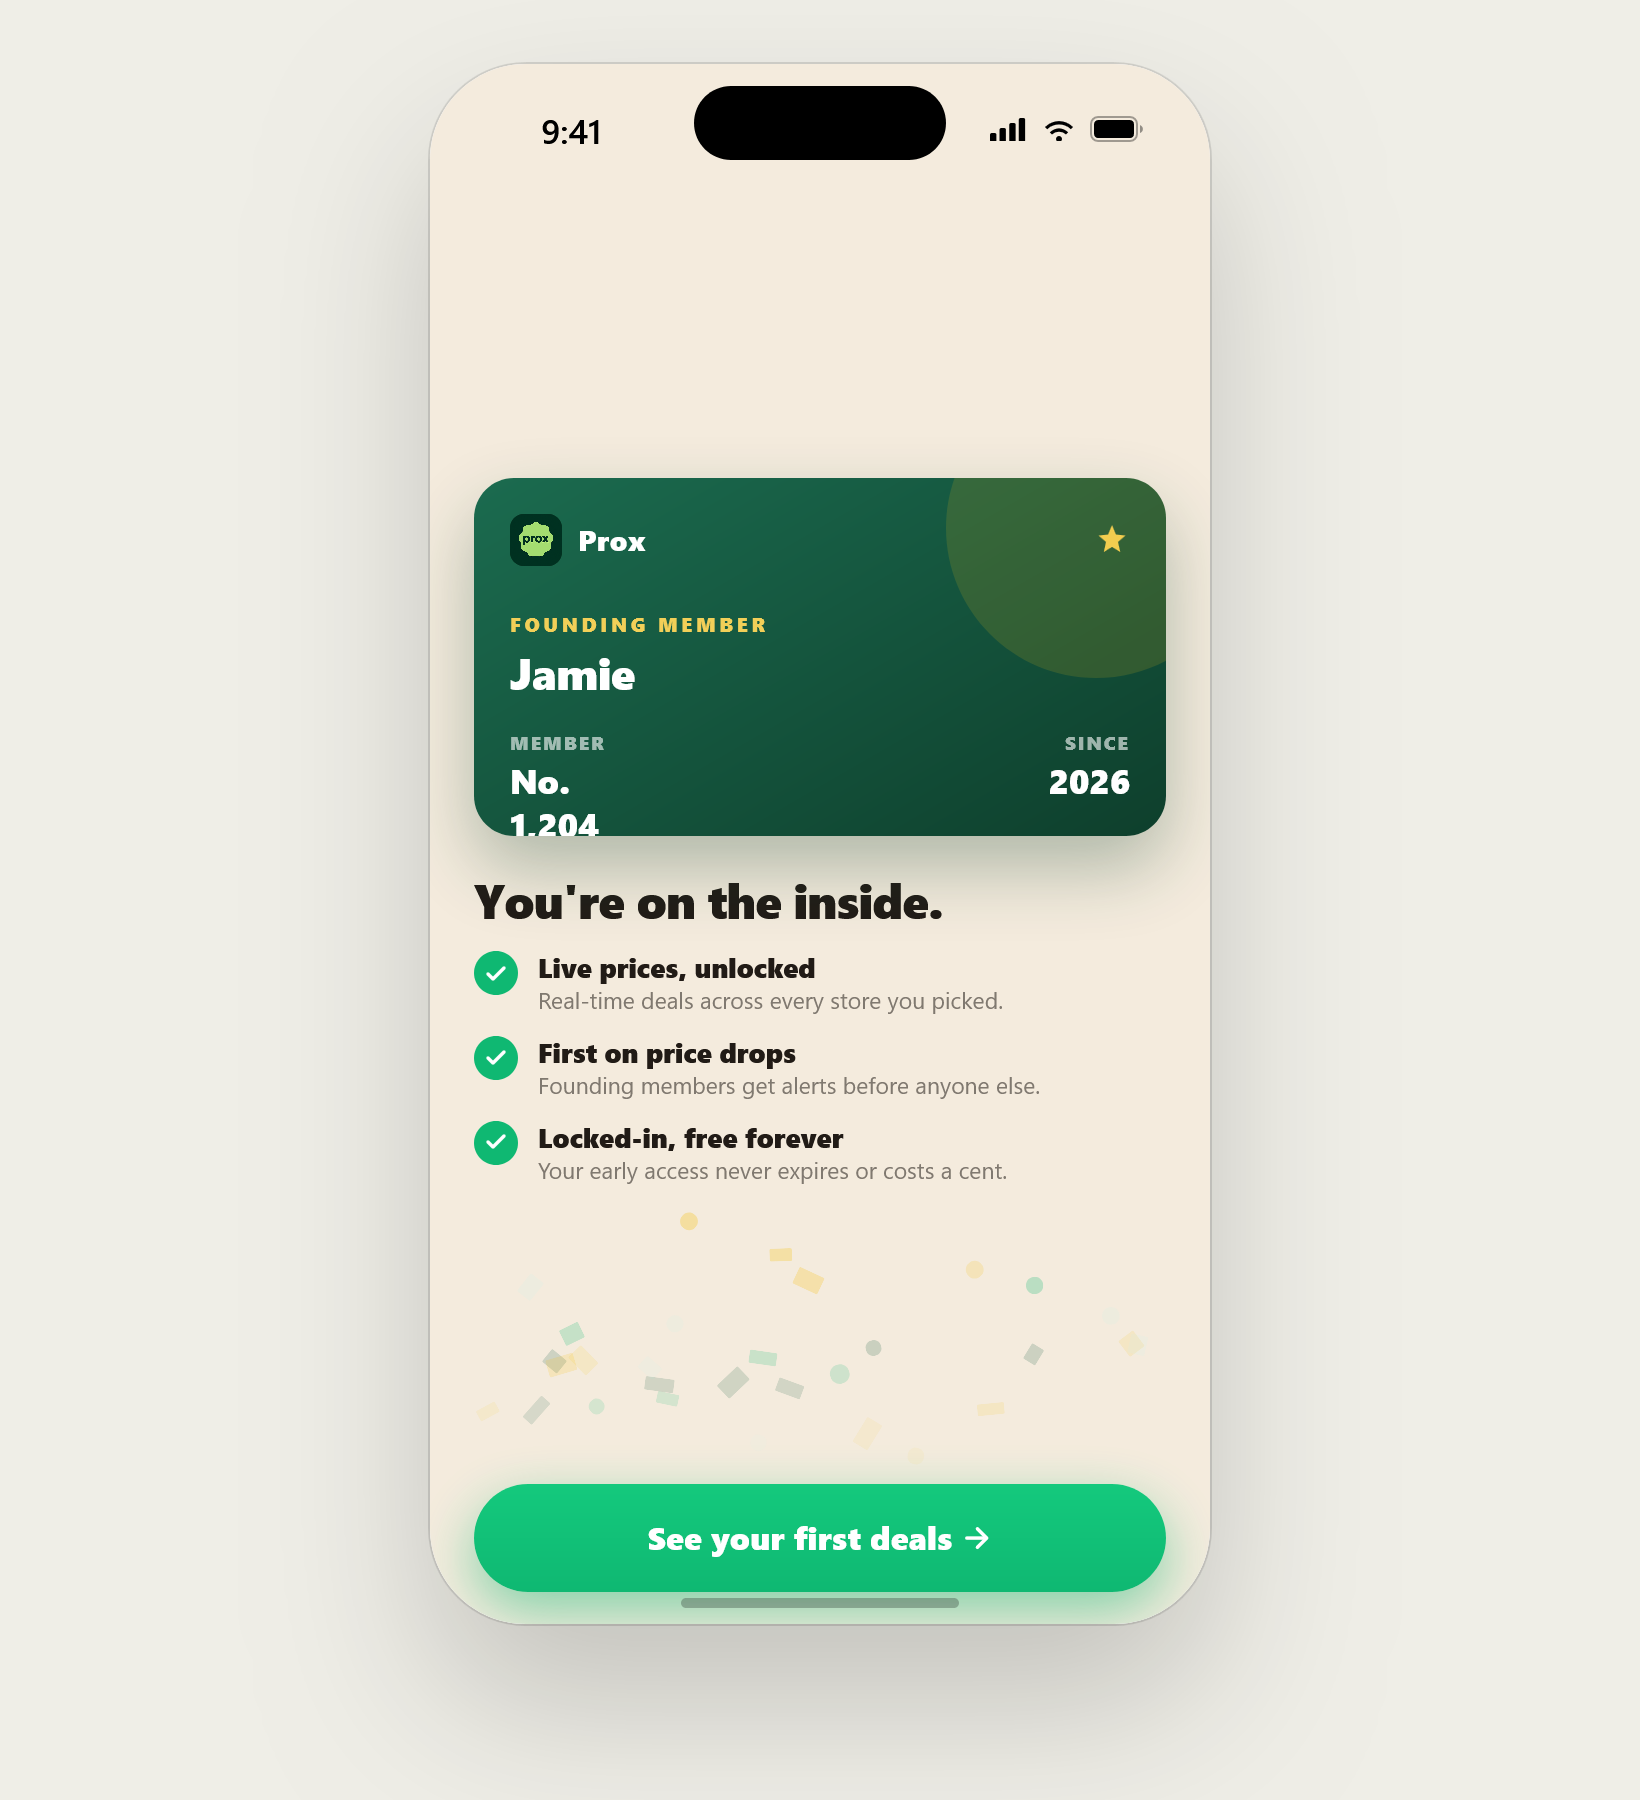 9:41
prox
Prox
FOUNDING MEMBER
Jamie
MEMBER
SINCE
No.
2026
1,204
You're on the inside.
Live prices, unlocked
Real-time deals across every store you picked.
First on price drops
Founding members get alerts before anyone else.
Locked-in, free forever
Your early access never expires or costs a cent.
See your first deals →